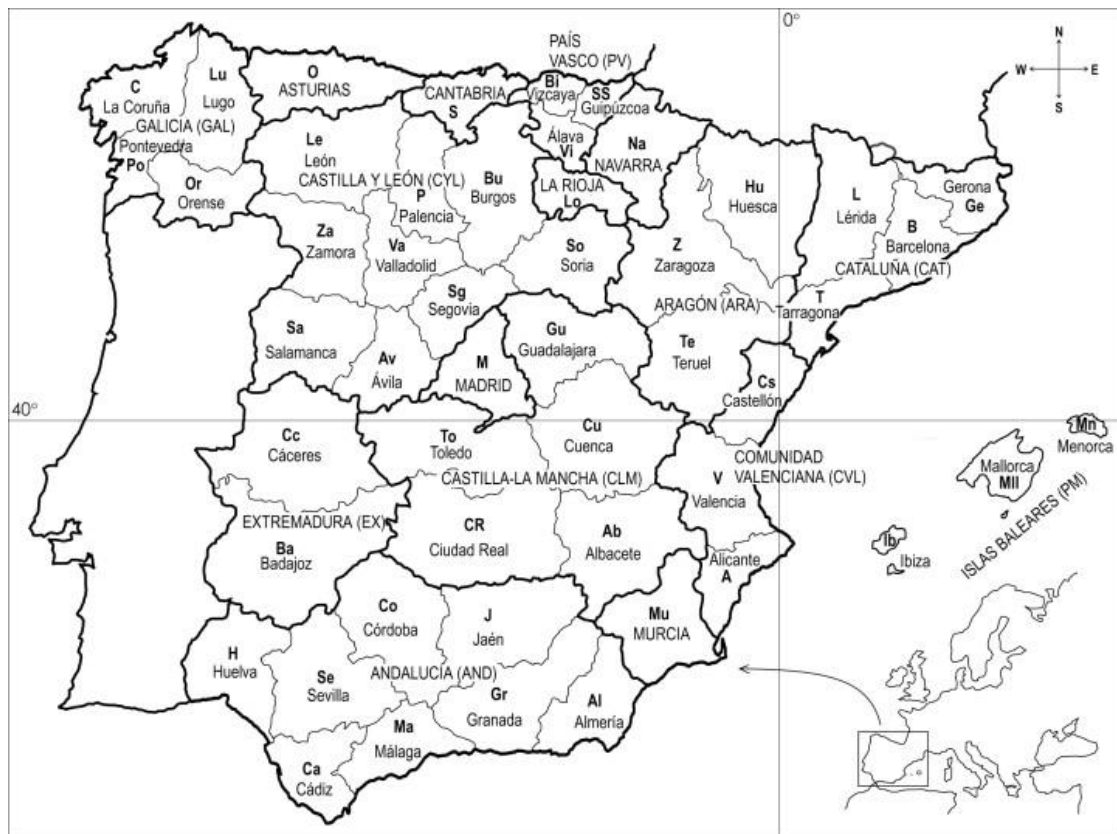 0°
N
W
E
S
PAÍS
VASCO (PV)
C
La Coruña
Lu
Lugo
GALICIA (GAL)
Pontevedra
Po
Or
Orense
O
ASTURIAS
CANTABRIA
S
Bi
Vizcaya
SS
Guipúzcoa
Álava
Vi
Na
NAVARRA
LA RIOJA
Lo
Le
León
CASTILLA Y LEÓN (CYL)
P
Palencia
Bu
Burgos
Za
Zamora
Va
Valladolid
So
Soria
Sg
Segovia
Sa
Salamanca
Av
Ávila
Hu
Huesca
Z
Zaragoza
ARAGÓN (ARA)
Te
Teruel
L
Lérida
Gerona
Ge
B
Barcelona
CATALUÑA (CAT)
T
Tarragona
M
MADRID
Gu
Guadalajara
Cs
Castellón
40°
Cc
Cáceres
To
Toledo
Cu
Cuenca
CASTILLA-LA MANCHA (CLM)
COMUNIDAD
VALENCIANA (CVL)
V
Valencia
EXTREMADURA (EX)
Ba
Badajoz
CR
Ciudad Real
Ab
Albacete
Alicante
A
Mn
Menorca
Mallorca
Mll
Ib
Ibiza
ISLAS BALEARES (PM)
Co
Córdoba
J
Jaén
Mu
MURCIA
H
Huelva
Se
Sevilla
ANDALUCÍA (AND)
Gr
Granada
Al
Almería
Ma
Málaga
Ca
Cádiz